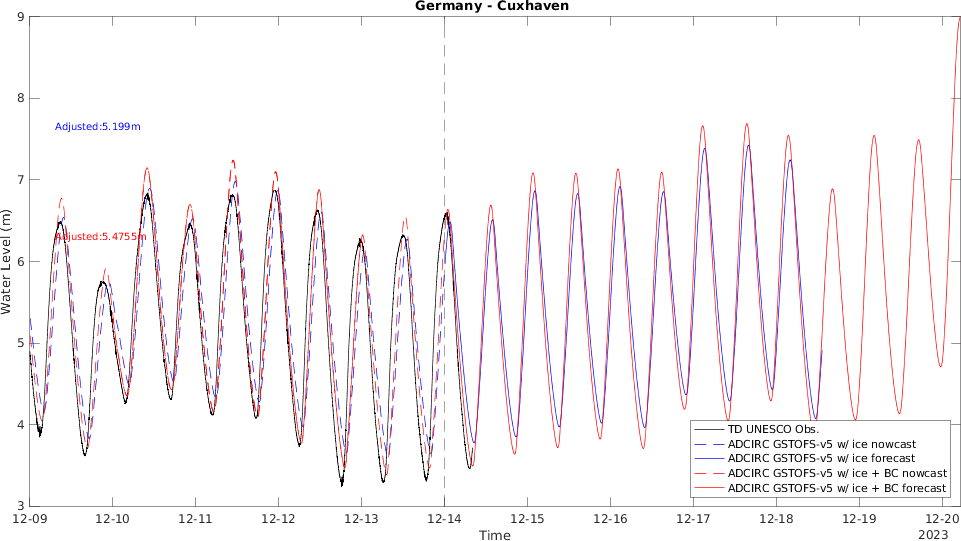 Germany - Cuxhaven
9
8
7
6
5
4
3
Water Level (m)
Adjusted:5.199m
Adjusted:5.4755m
TD UNESCO Obs.
ADCIRC GSTOFS-v5 w/ ice nowcast
ADCIRC GSTOFS-v5 w/ ice forecast
ADCIRC GSTOFS-v5 w/ ice + BC nowcast
ADCIRC GSTOFS-v5 w/ ice + BC forecast
12-09 12-10 12-11 12-12 12-13 12-14 12-15 12-16 12-17 12-18 12-19 12-20
Time
2023